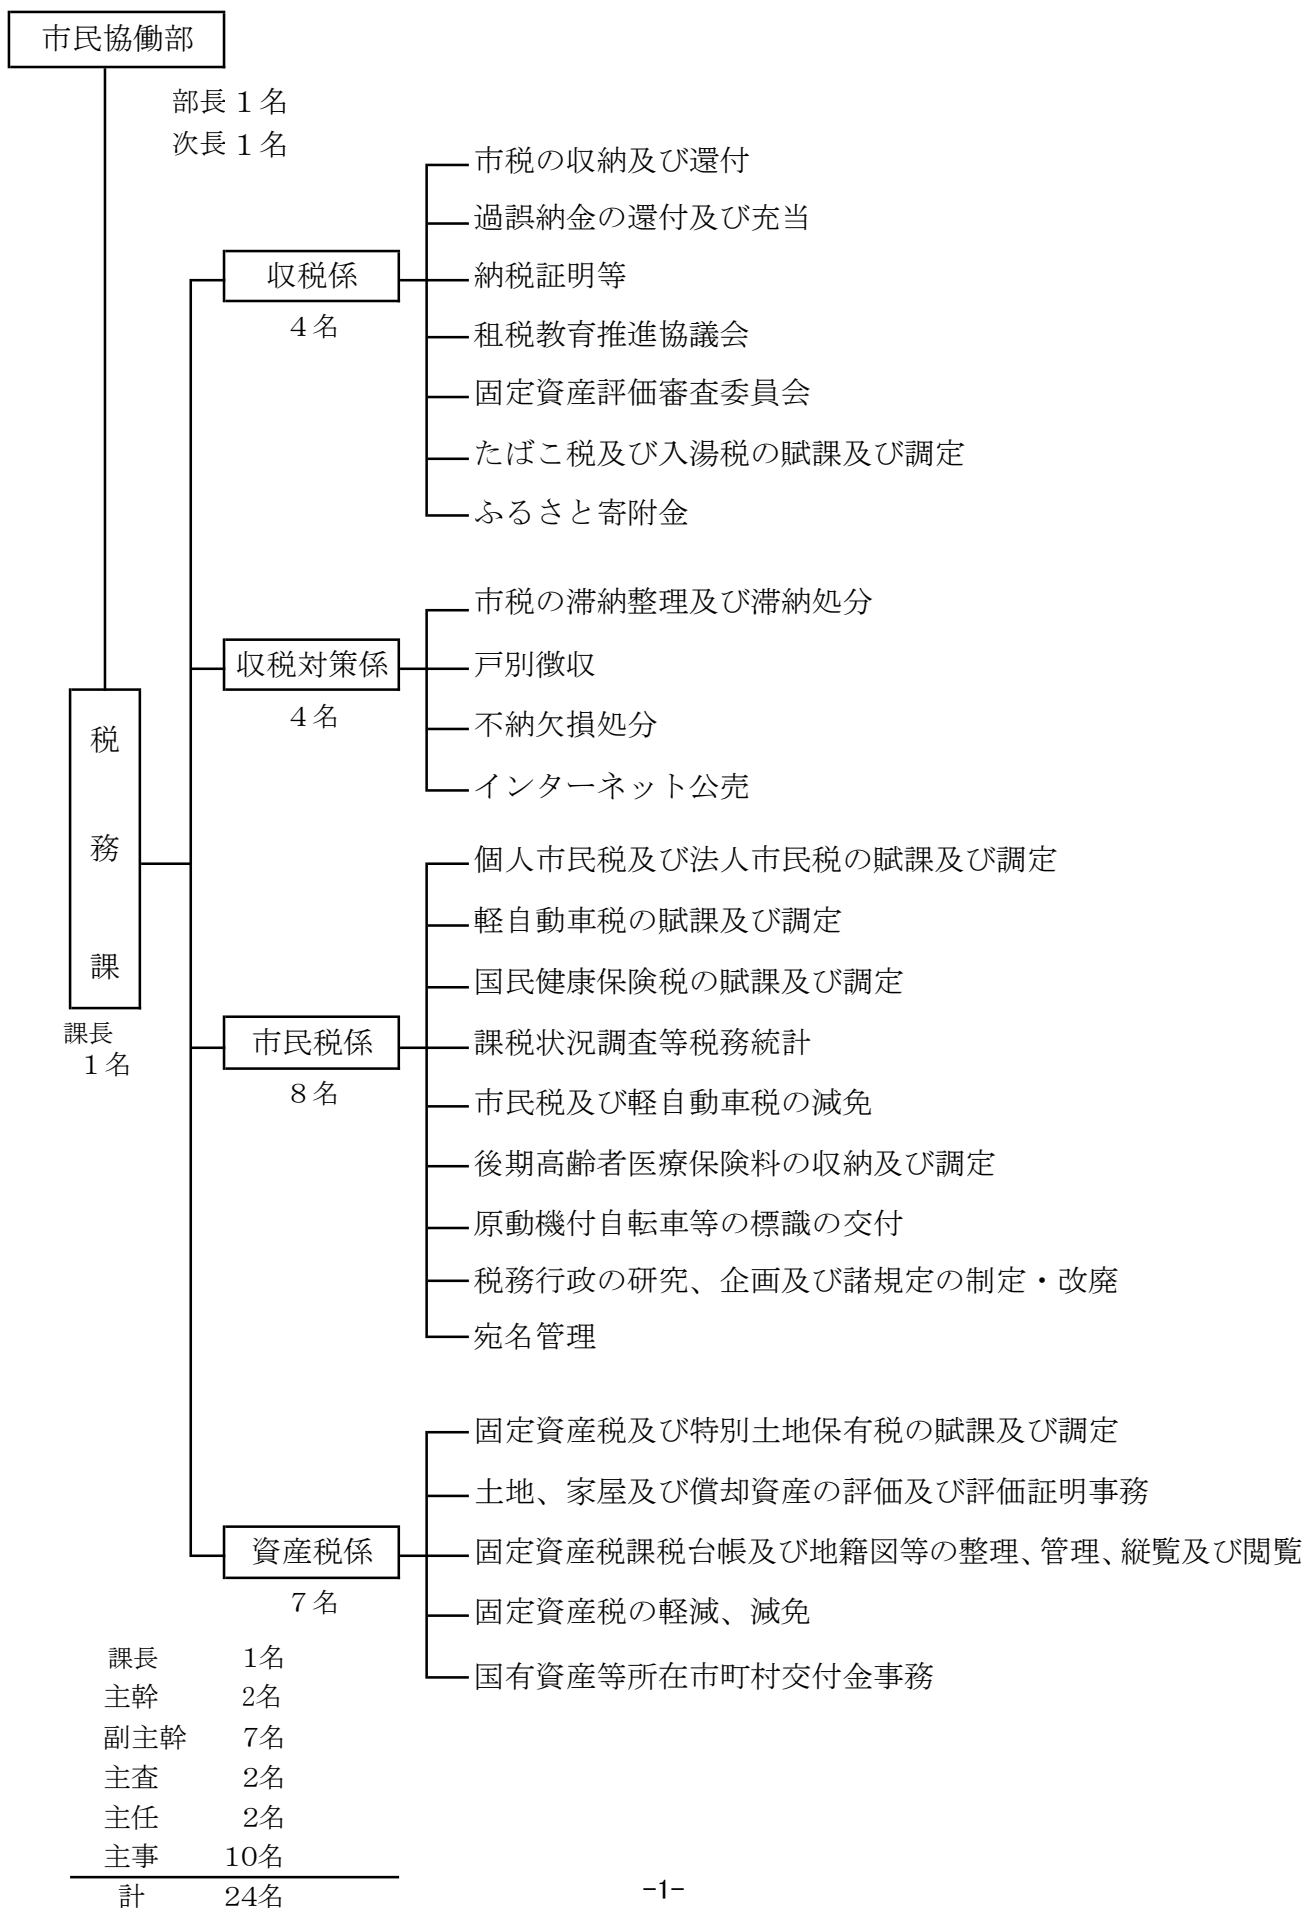 市民協働部
部長 1 名
次長 1 名
市税の収納及び還付
過誤納金の還付及び充当
収税係
納税証明等
4 名
租税教育推進協議会
固定資産評価審査委員会
たばこ税及び入湯税の賦課及び調定
ふるさと寄附金
市税の滞納整理及び滞納処分
収税対策係
戸別徴収
4 名
不納欠損処分
インターネット公売
税務課
課長
1 名
個人市民税及び法人市民税の賦課及び調定
軽自動車税の賦課及び調定
国民健康保険税の賦課及び調定
市民税係
課税状況調査等税務統計
8 名
市民税及び軽自動車税の減免
後期高齢者医療保険料の収納及び調定
原動機付自転車等の標識の交付
税務行政の研究、企画及び諸規定の制定・改廃
宛名管理
固定資産税及び特別土地保有税の賦課及び調定
土地、家屋及び償却資産の評価及び評価証明事務
資産税係
固定資産税課税台帳及び地籍図等の整理、管理、縦覧及び閲覧
7 名
固定資産税の軽減、減免
国有資産等所在市町村交付金事務
課長 1名
主幹 2名
副主幹 7名
主査 2名
主任 2名
主事 10名
計 24名
-1-